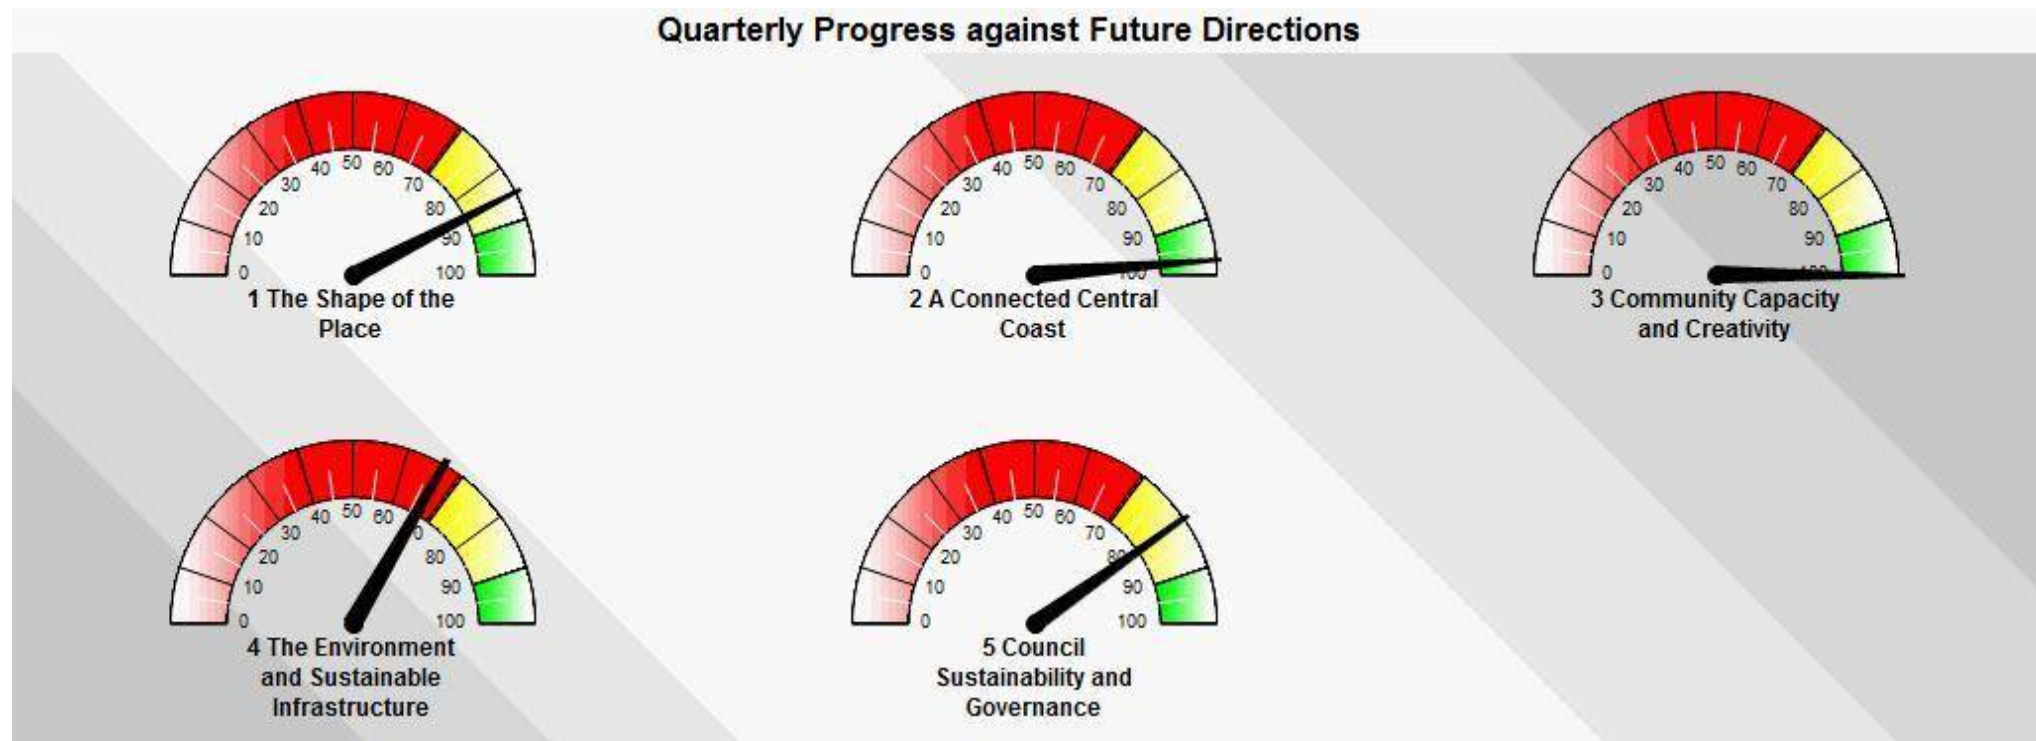 Quarterly Progress against Future Directions
0 10 20 30 40 50 60 70 80 90 100
1 The Shape of the
Place
0 10 20 30 40 50 60 70 80 90
2 A Connected Central
Coast
0 10 20 30 40 50 60 70 80 90
3 Community Capacity
and Creativity
0 10 20 30 40 50 60 80 90 100
4 The Environment
and Sustainable
Infrastructure
0 10 20 30 40 50 60 70 90 100
5 Council
Sustainability and
Governance